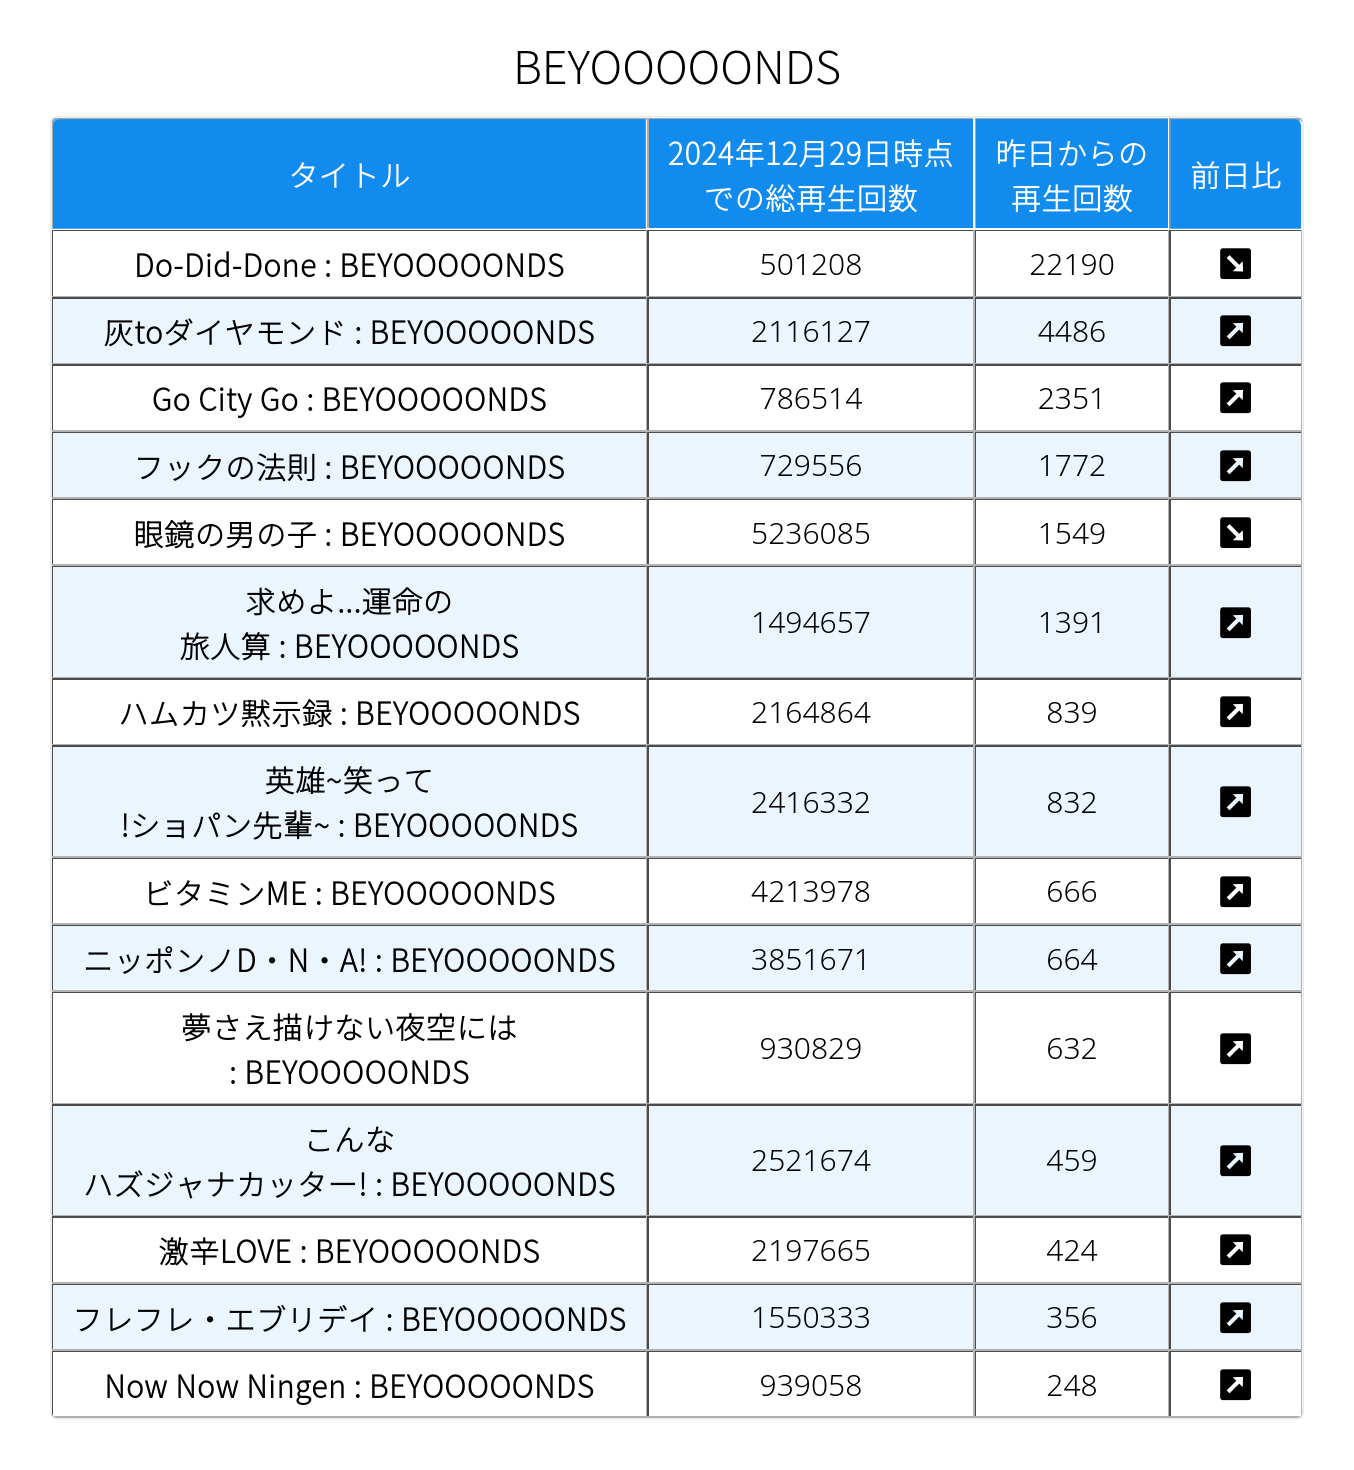 BEYOOOOONDS
タイトル
2024年12月29日時点
での総再生回数
昨日からの
再生回数
前日比
Do-Did-Done : BEYOOOOONDS
501208
22190
灰toダイヤモンド : BEYOOOOONDS
2116127
4486
Go City Go : BEYOOOOONDS
786514
2351
フックの法則 : BEYOOOOONDS
729556
1772
眼鏡の男の子 : BEYOOOOONDS
5236085
1549
求めよ...運命の
旅人算 : BEYOOOOONDS
1494657
1391
ハムカツ黙示録 : BEYOOOOONDS
2164864
839
英雄~笑って
!ショパン先輩~ : BEYOOOOONDS
2416332
832
ビタミンME : BEYOOOOONDS
4213978
666
ニッポンノD・N・A! : BEYOOOOONDS
3851671
664
夢さえ描けない夜空には
: BEYOOOOONDS
930829
632
こんな
ハズジャナカッター! : BEYOOOOONDS
2521674
459
激辛LOVE : BEYOOOOONDS
2197665
424
フレフレ・エブリデイ : BEYOOOOONDS
1550333
356
Now Now Ningen : BEYOOOOONDS
939058
248